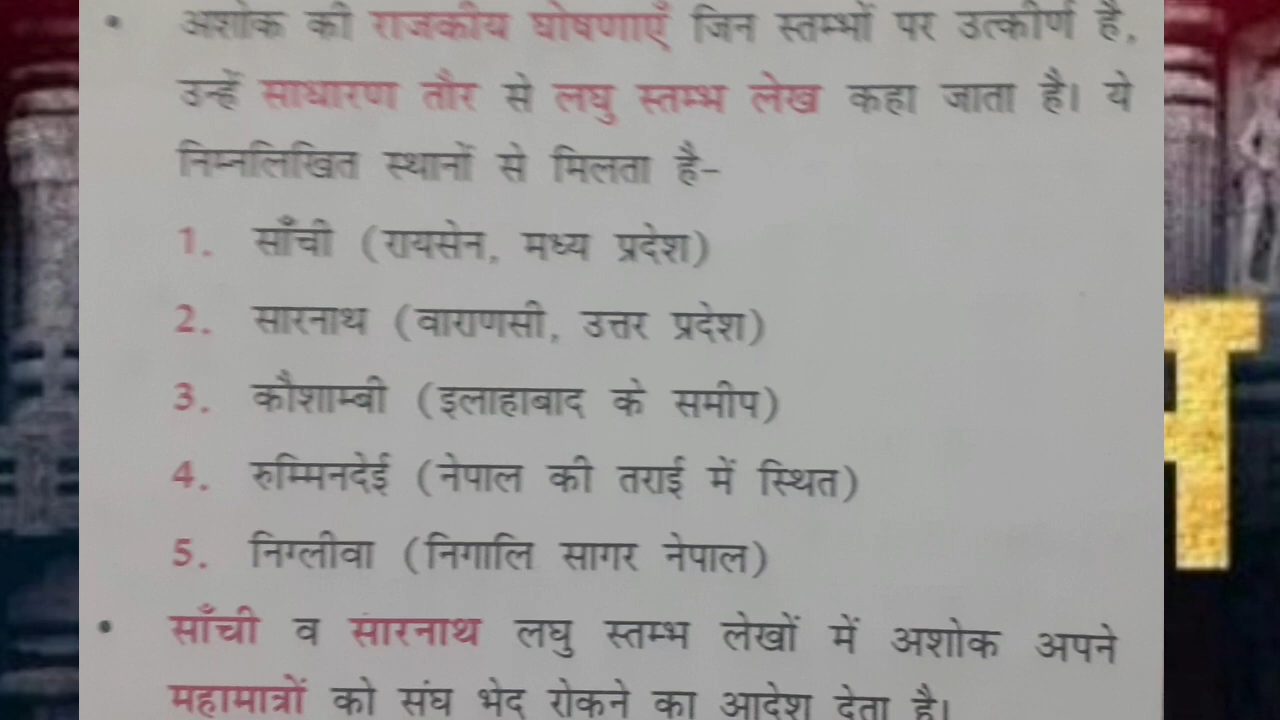 • अशोक की राजकीय घोषणाएँ जिन स्तम्भों पर उत्कीर्ण है,
उन्हें साधारण तौर से लघु स्तम्भ लेख कहा जाता है। ये
निम्नलिखित स्थानों से मिलता है-
1. साँची (रायसेन, मध्य प्रदेश)
2. सारनाथ (वाराणसी, उत्तर प्रदेश)
3. कौशाम्बी (इलाहाबाद के समीप)
4. रुम्मिनदेई (नेपाल की तराई में स्थित)
5. निग्लीवा (निगालि सागर नेपाल)
• साँची व सारनाथ लघु स्तम्भ लेखों में अशोक अपने
महामात्रों को संघ भेद रोकने का आदेश देता है।